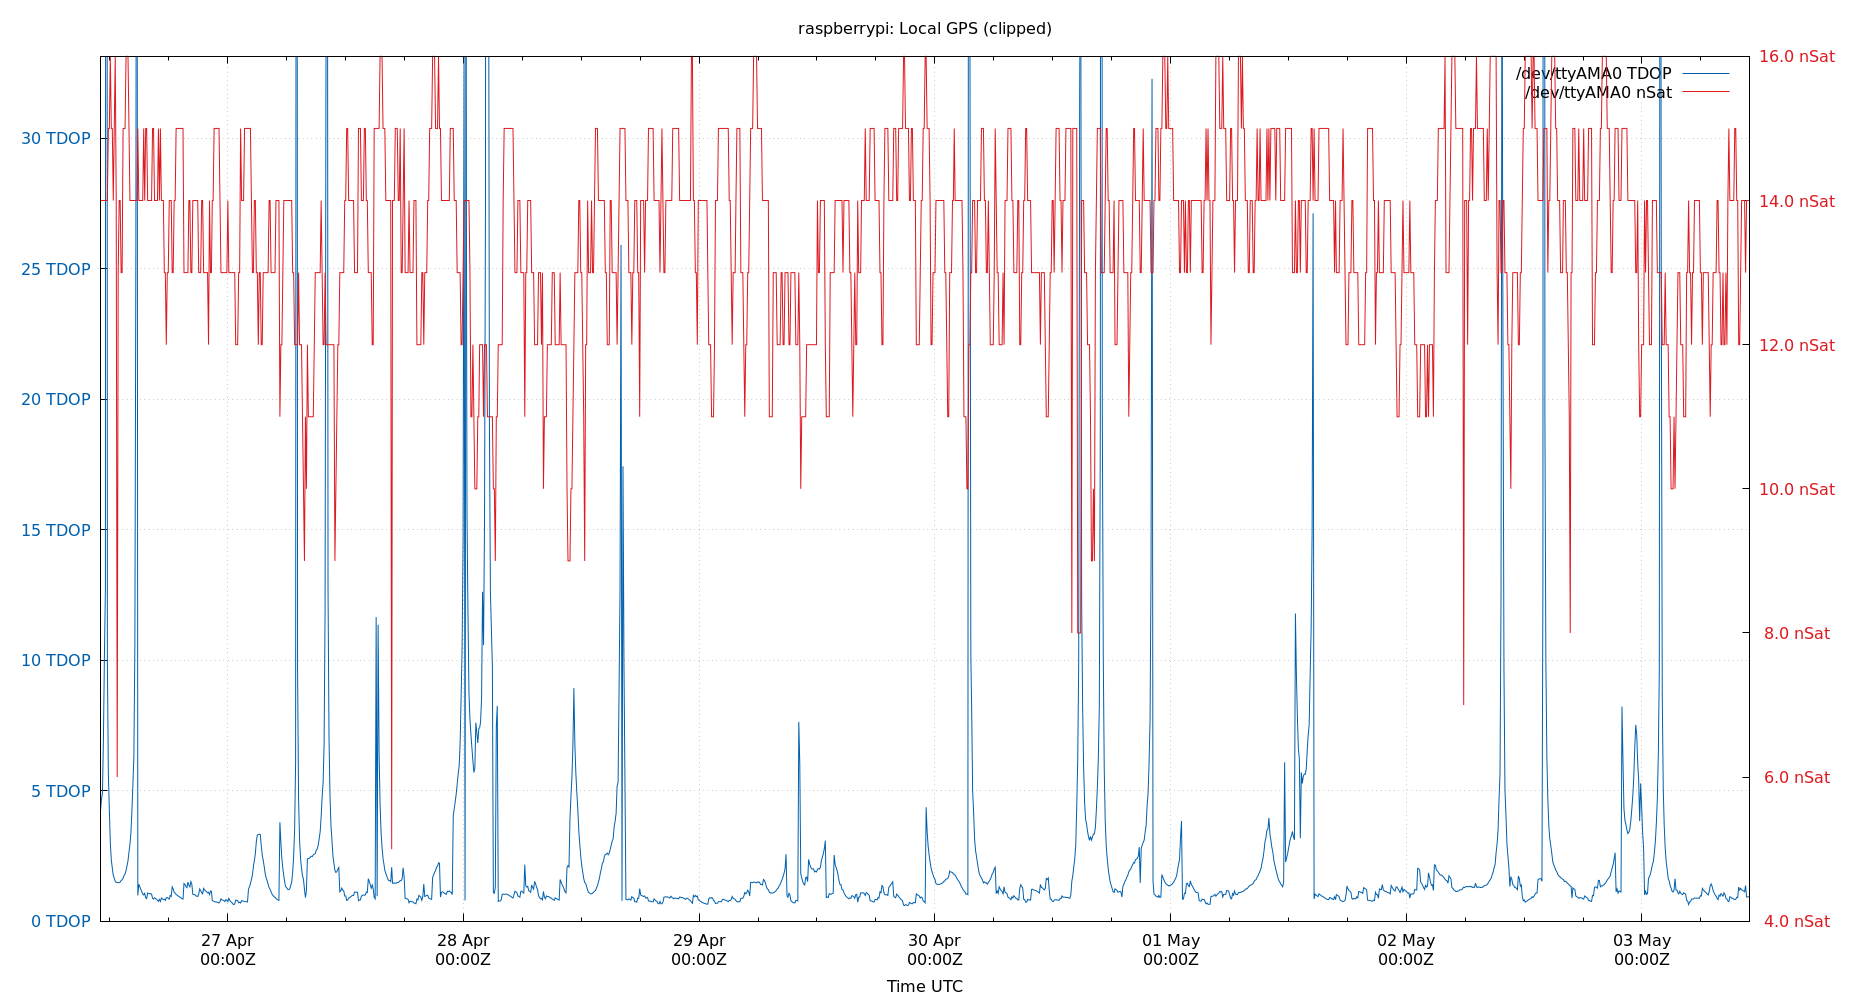 raspberrypi: Local GPS (clipped)
16.0 nSat
/dev/ttyAMA0 TDOP
/dev/ttyAMA0 nSat
30 TDOP
14.0 nSat
25 TDOP
12.0 nSat
20 TDOP
10.0 nSat
15 TDOP
8.0 nSat
10 TDOP
6.0 nSat
5 TDOP
0 TDOP
4.0 nSat
27 Apr 28 Apr 29 Apr 30 Apr 01 May 02 May 03 May
00:00Z 00:00Z 00:00Z 00:00Z 00:00Z 00:00Z 00:00Z
Time UTC